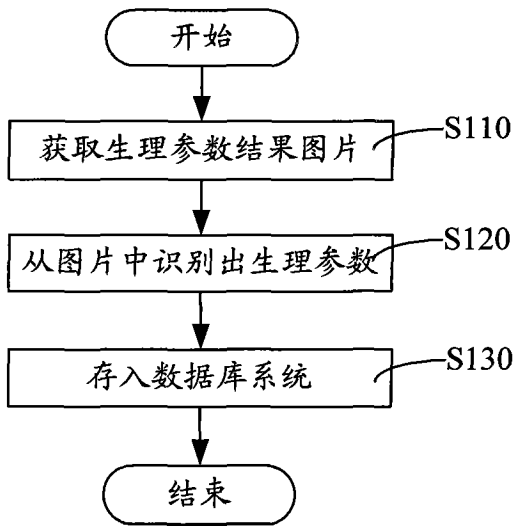 开始
获取生理参数结果图片
S110
从图片中识别出生理参数
S120
存入数据库系统
S130
结束